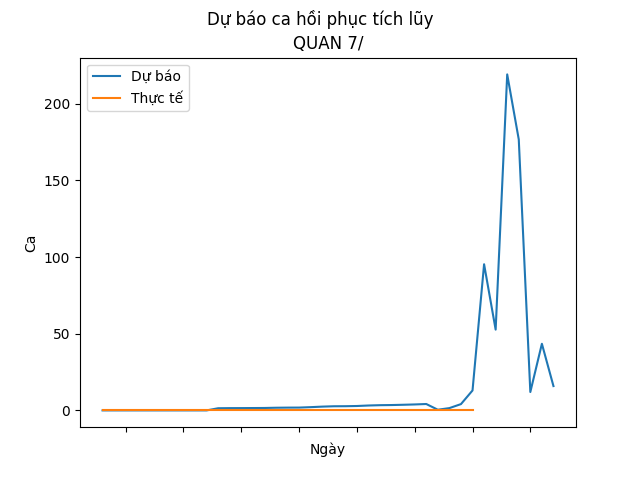 Dự báo ca hồi phục tích lũy
QUAN 7/
Dự báo
Thực tế
200
150
100
50
0
Ca
Ngày